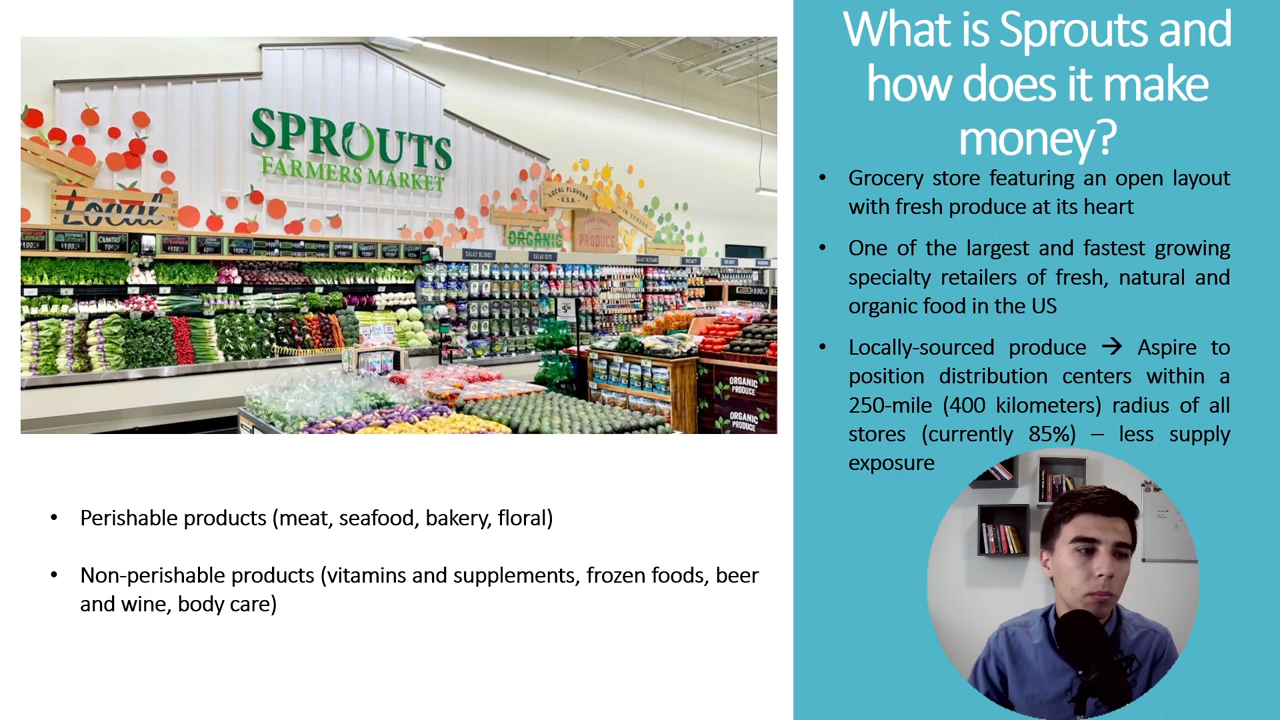 What is Sprouts and
how does it make
money?
SPROUTS
FARMERS MARKET
Local
LOCAL FLAVORS
U.S.A.
ORGANIC
PRODUCE
ORGANIC
PRODUCE
ORGANIC
PRODUCE
• Grocery store featuring an open layout
with fresh produce at its heart
• One of the largest and fastest growing
specialty retailers of fresh, natural and
organic food in the US
• Locally-sourced produce → Aspire to
position distribution centers within a
250-mile (400 kilometers) radius of all
stores (currently 85%) – less supply
exposure
• Perishable products (meat, seafood, bakery, floral)
• Non-perishable products (vitamins and supplements, frozen foods, beer
and wine, body care)